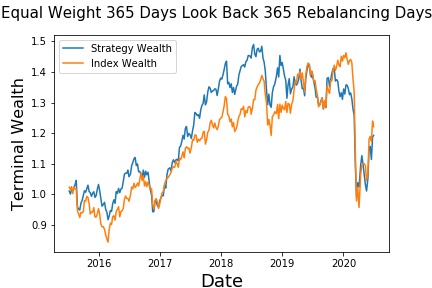 Equal Weight 365 Days Look Back 365 Rebalancing Days
Strategy Wealth
Index Wealth
Terminal Wealth
1.5
1.4
1.3
1.2
1.1
1.0
0.9
2016 2017 2018 2019 2020
Date